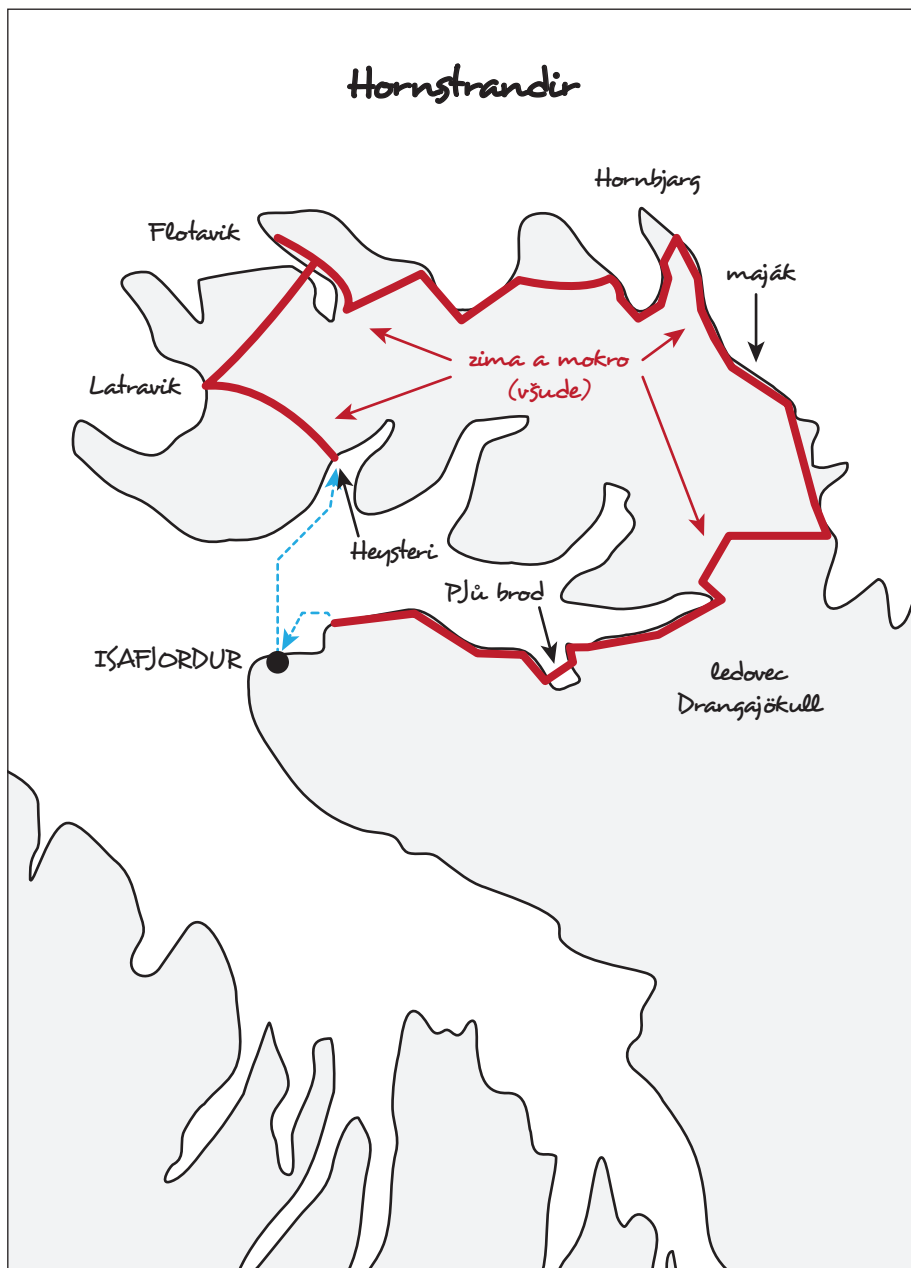 Hornstrandir
Hornbjarg
Flotavik
maják
zima a mokro
(všude)
Latravik
Heysteri
PJů brod
ISAFJORDUR
ledovec
Drangajökull